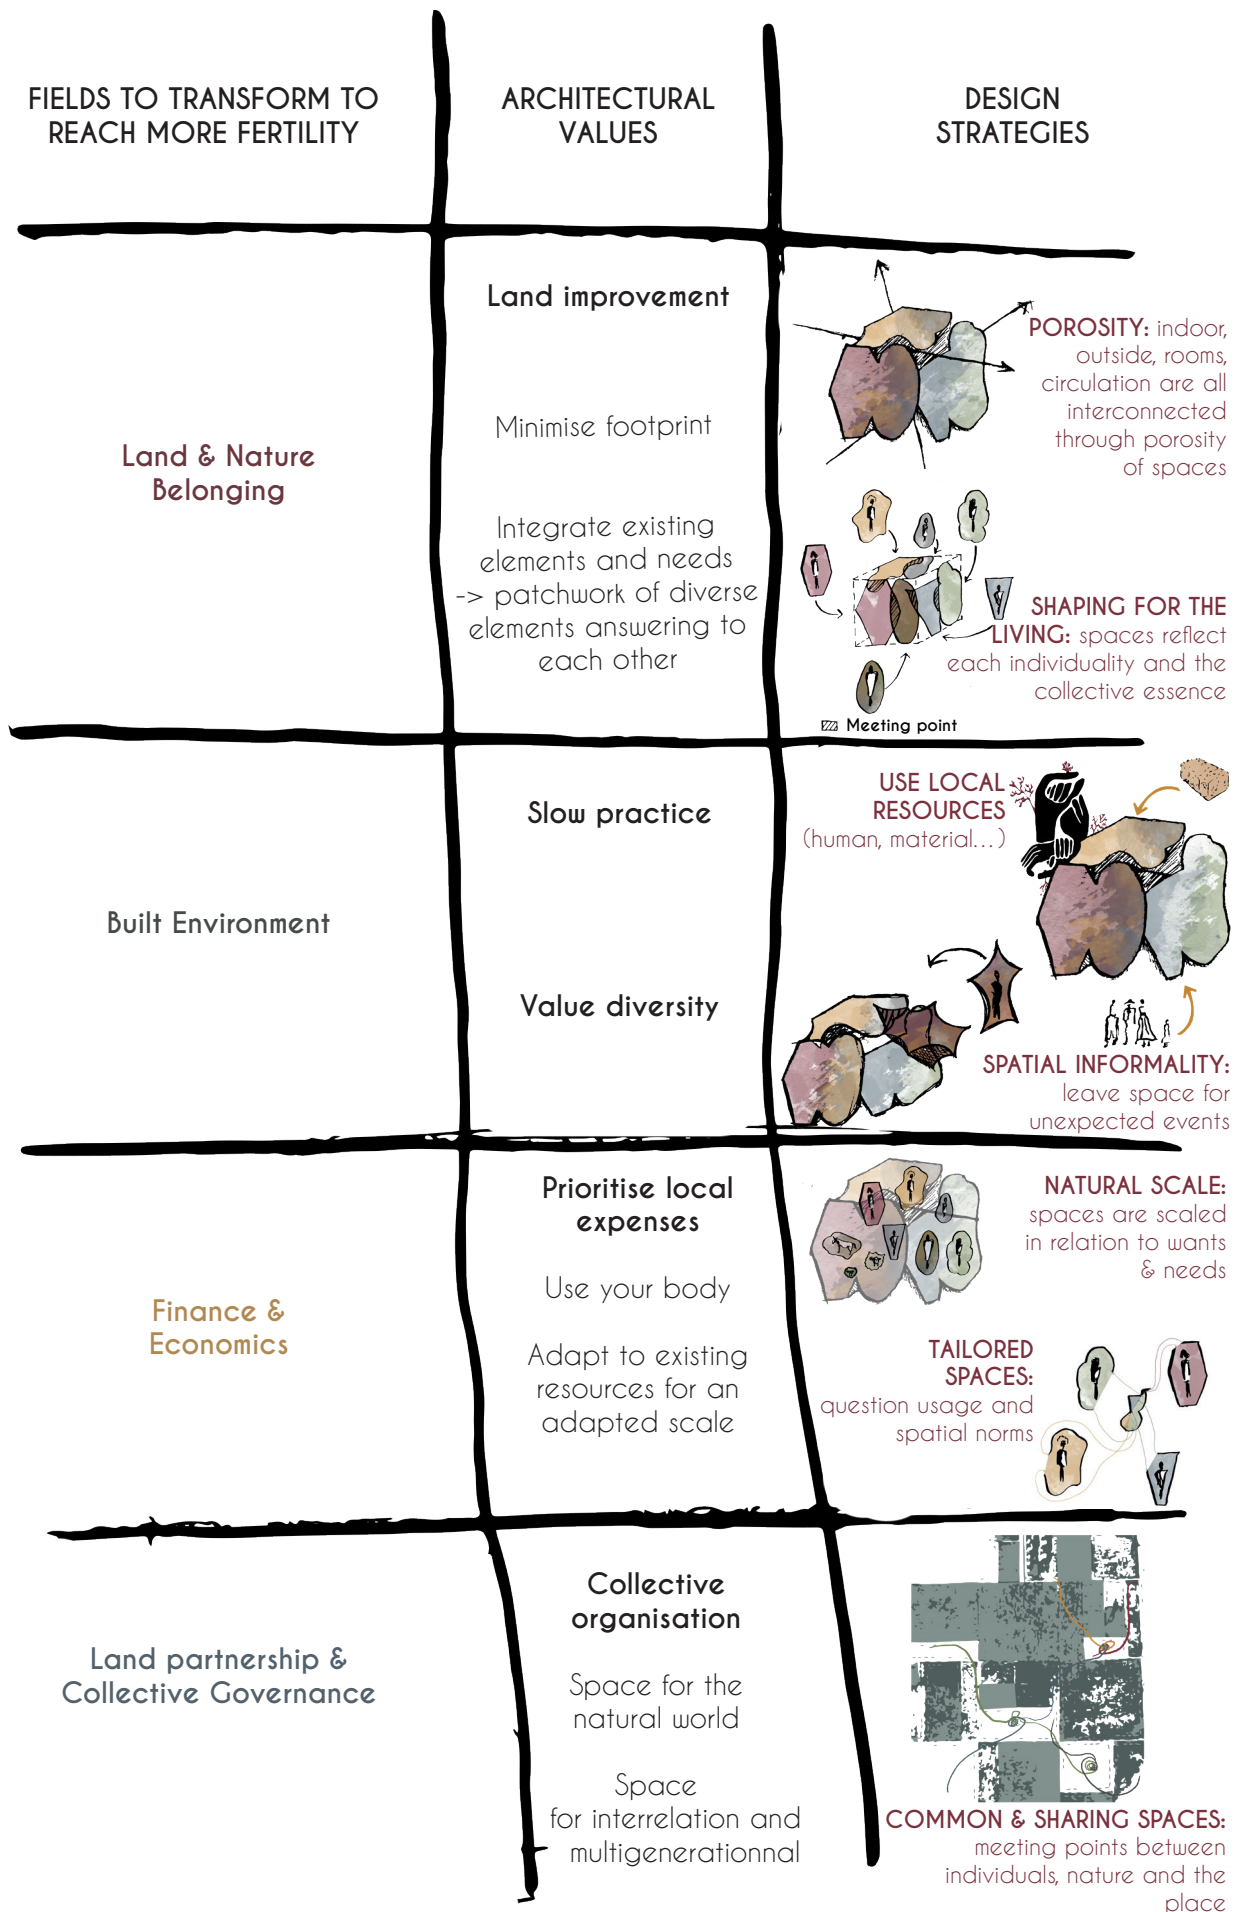 FIELDS TO TRANSFORM TO
REACH MORE FERTILITY
ARCHITECTURAL
VALUES
DESIGN
STRATEGIES
Land & Nature
Belonging
Land improvement
Minimise footprint
Integrate existing
elements and needs
-> patchwork of diverse
elements answering to
each other
POROSITY: indoor,
outside, rooms,
circulation are all
interconnected
through porosity
of spaces
SHAPING FOR THE
LIVING: spaces reflect
each individuality and the
collective essence
Meeting point
Built Environment
Slow practice
Value diversity
USE LOCAL
RESOURCES
(human, material...)
SPATIAL INFORMALITY:
leave space for
unexpected events
Finance &
Economics
Prioritise local
expenses
Use your body
Adapt to existing
resources for an
adapted scale
NATURAL SCALE:
spaces are scaled
in relation to wants
& needs
TAILORED
SPACES:
question usage and
spatial norms
Land partnership &
Collective Governance
Collective
organisation
Space for the
natural world
Space
for interrelation and
multigenerationnal
COMMON & SHARING SPACES:
meeting points between
individuals, nature and the
place